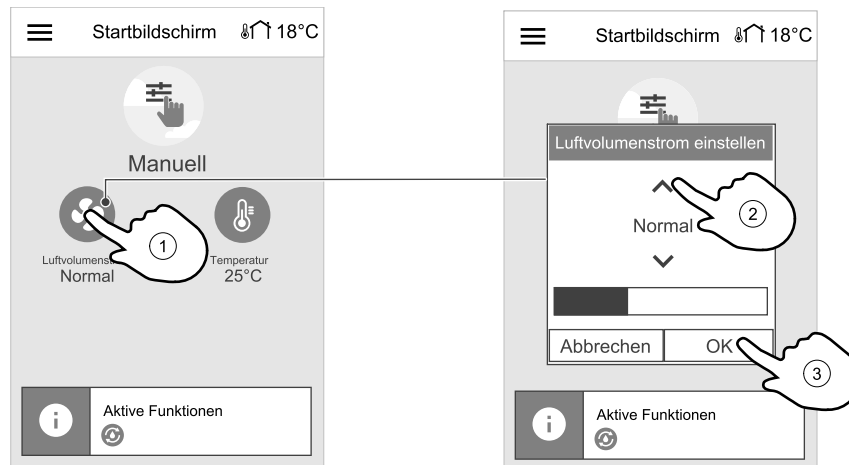 Startbildschirm 18°C
Manuell
1
Luftvolumenst
Normal
Temperatur
25°C
Aktive Funktionen
i
Startbildschirm 18°C
Luftvolumenstrom einstellen
2
Normal
Abbrechen OK
3
Aktive Funktionen
i